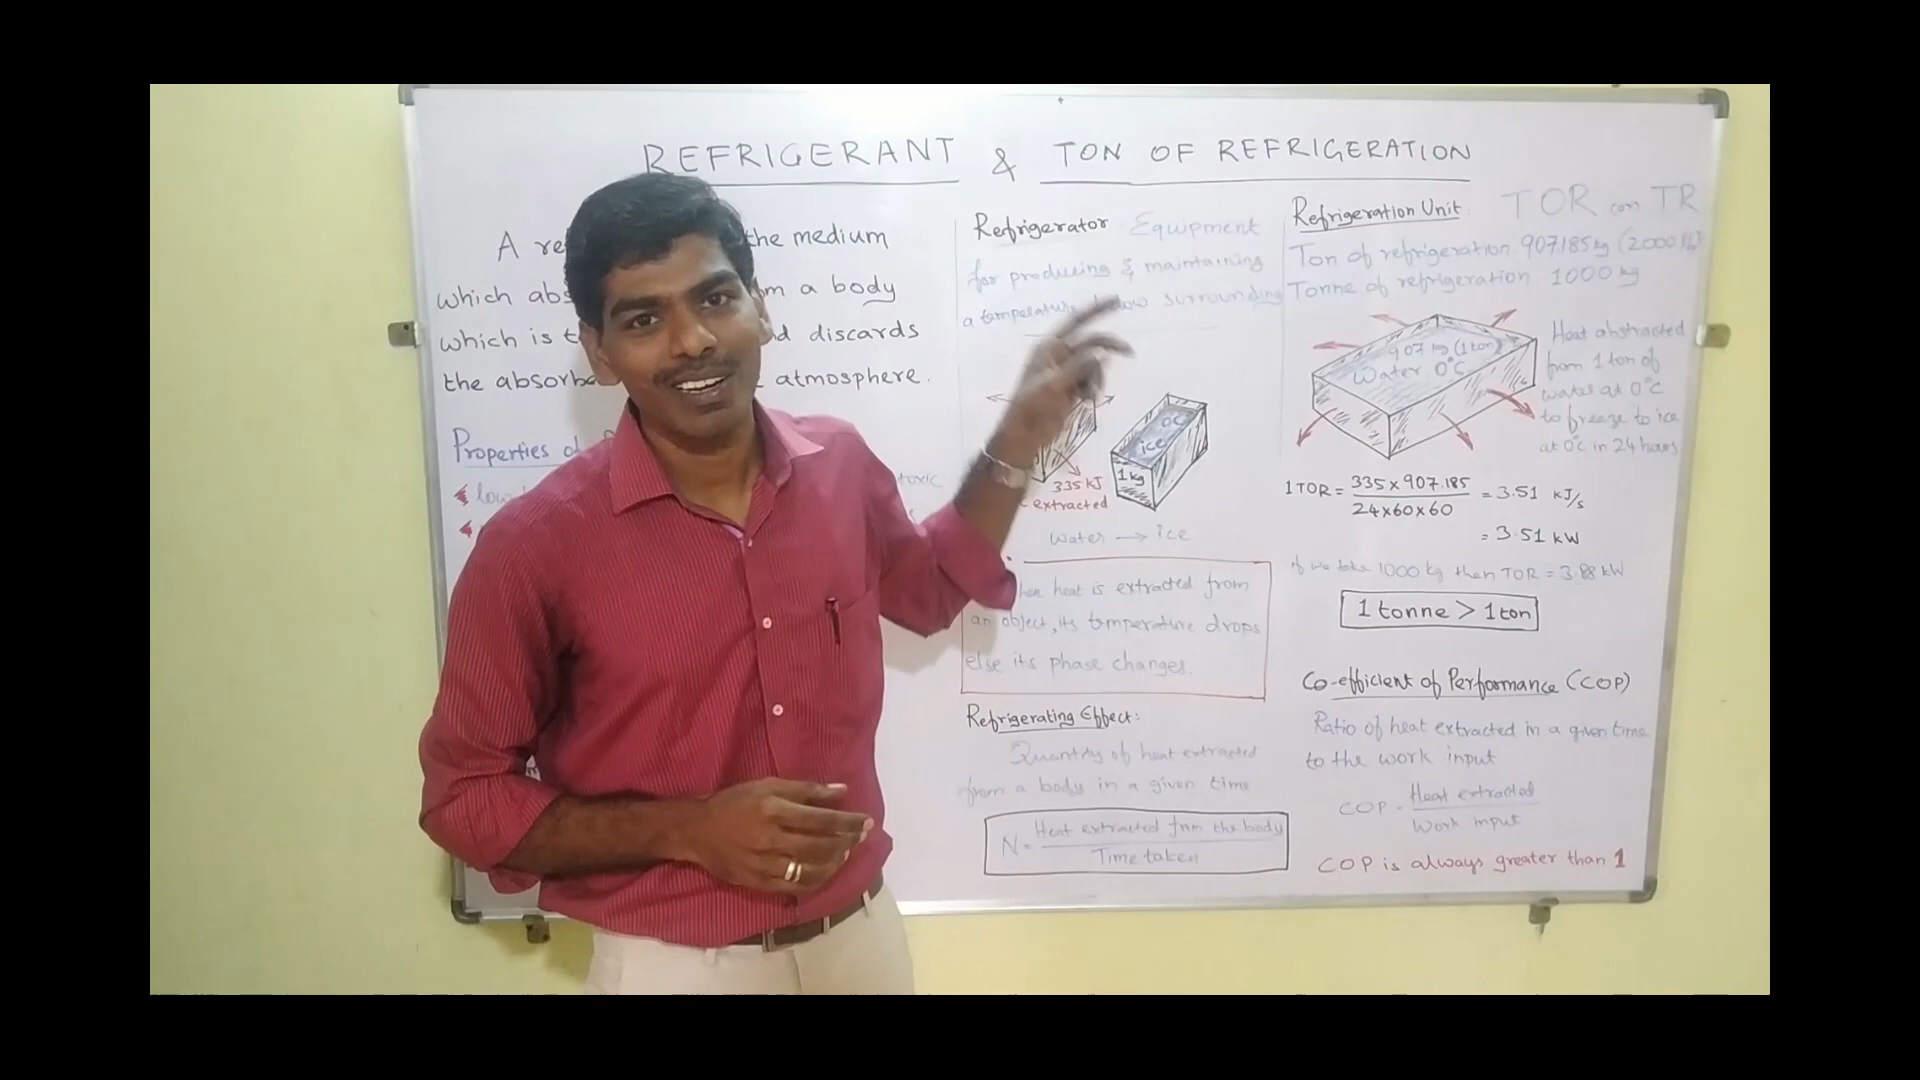 REFRIGERANT & TON OF REFRIGERATION
A the medium
which a body
which is discards
the atmosphere.
Properties
low
toxic
Refrigerator Equipment
for producing & maintaining
a temperature below surrounding
335 KJ
extracted
0°C
ice
1kg
Water → ice
heat is extracted from
an object, its temperature drops
else its phase changes.
Refrigerating Effect:
Quantity of heat extracted
from a body in a given time
N = Heat extracted from the body
Time taken
Refrigeration Unit TOR (or) TR
Ton of refrigeration 907.185kg (2000 lb)
Tonne of refrigeration 1000 kg
907 kg (1 ton)
Water 0°C
Heat abstracted
from 1 ton of
water at 0°C
to freeze to ice
at 0°C in 24 hours
1 TOR = 335 x 907.185 = 3.51 KJ/s
24x60x60
= 3.51 KW
if we take 1000 kg then TOR = 3.88 KW
1 tonne > 1 ton
Co-efficient of Performance (COP)
Ratio of heat extracted in a given time
to the work input
COP = Heat extracted
Work input
COP is always greater than 1